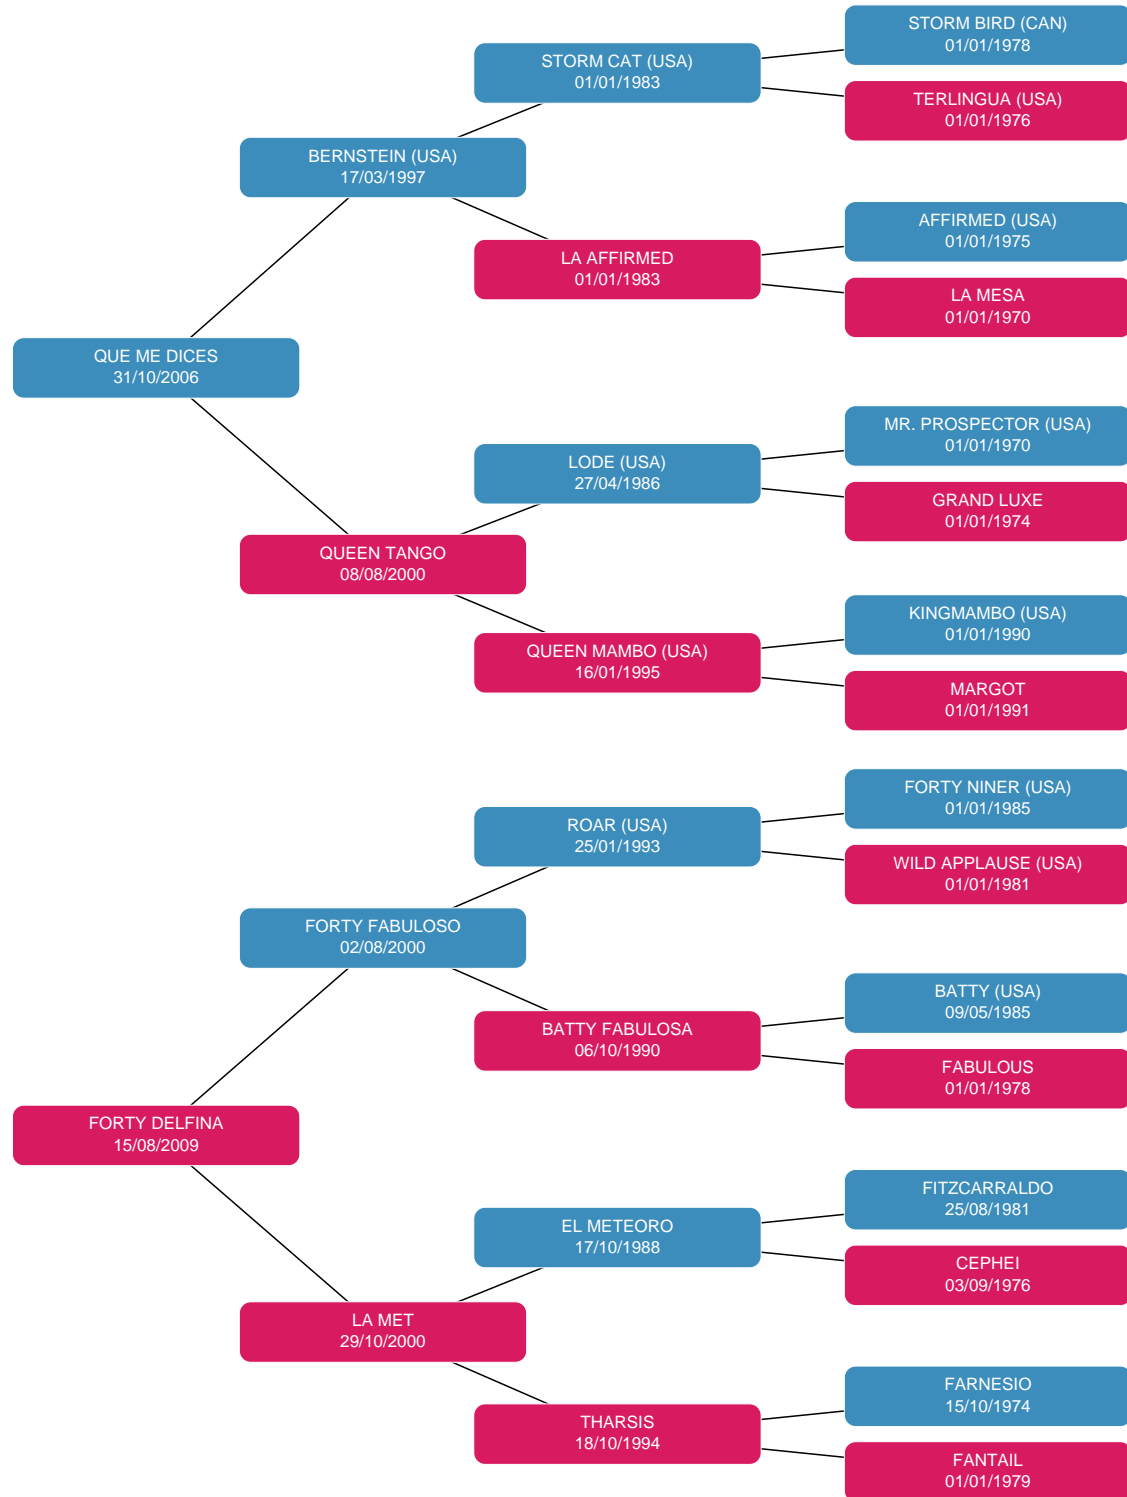 STORM BIRD (CAN)
01/01/1978
STORM CAT (USA)
01/01/1983
TERLINGUA (USA)
01/01/1976
BERNSTEIN (USA)
17/03/1997
AFFIRMED (USA)
01/01/1975
LA AFFIRMED
01/01/1983
LA MESA
01/01/1970
QUE ME DICES
31/10/2006
MR. PROSPECTOR (USA)
01/01/1970
LODE (USA)
27/04/1986
GRAND LUXE
01/01/1974
QUEEN TANGO
08/08/2000
KINGMAMBO (USA)
01/01/1990
QUEEN MAMBO (USA)
16/01/1995
MARGOT
01/01/1991
FORTY NINER (USA)
01/01/1985
ROAR (USA)
25/01/1993
WILD APPLAUSE (USA)
01/01/1981
FORTY FABULOSO
02/08/2000
BATTY (USA)
09/05/1985
BATTY FABULOSA
06/10/1990
FABULOUS
01/01/1978
FORTY DELFINA
15/08/2009
FITZCARRALDO
25/08/1981
EL METEORO
17/10/1988
CEPHEI
03/09/1976
LA MET
29/10/2000
FARNESIO
15/10/1974
THARSIS
18/10/1994
FANTAIL
01/01/1979